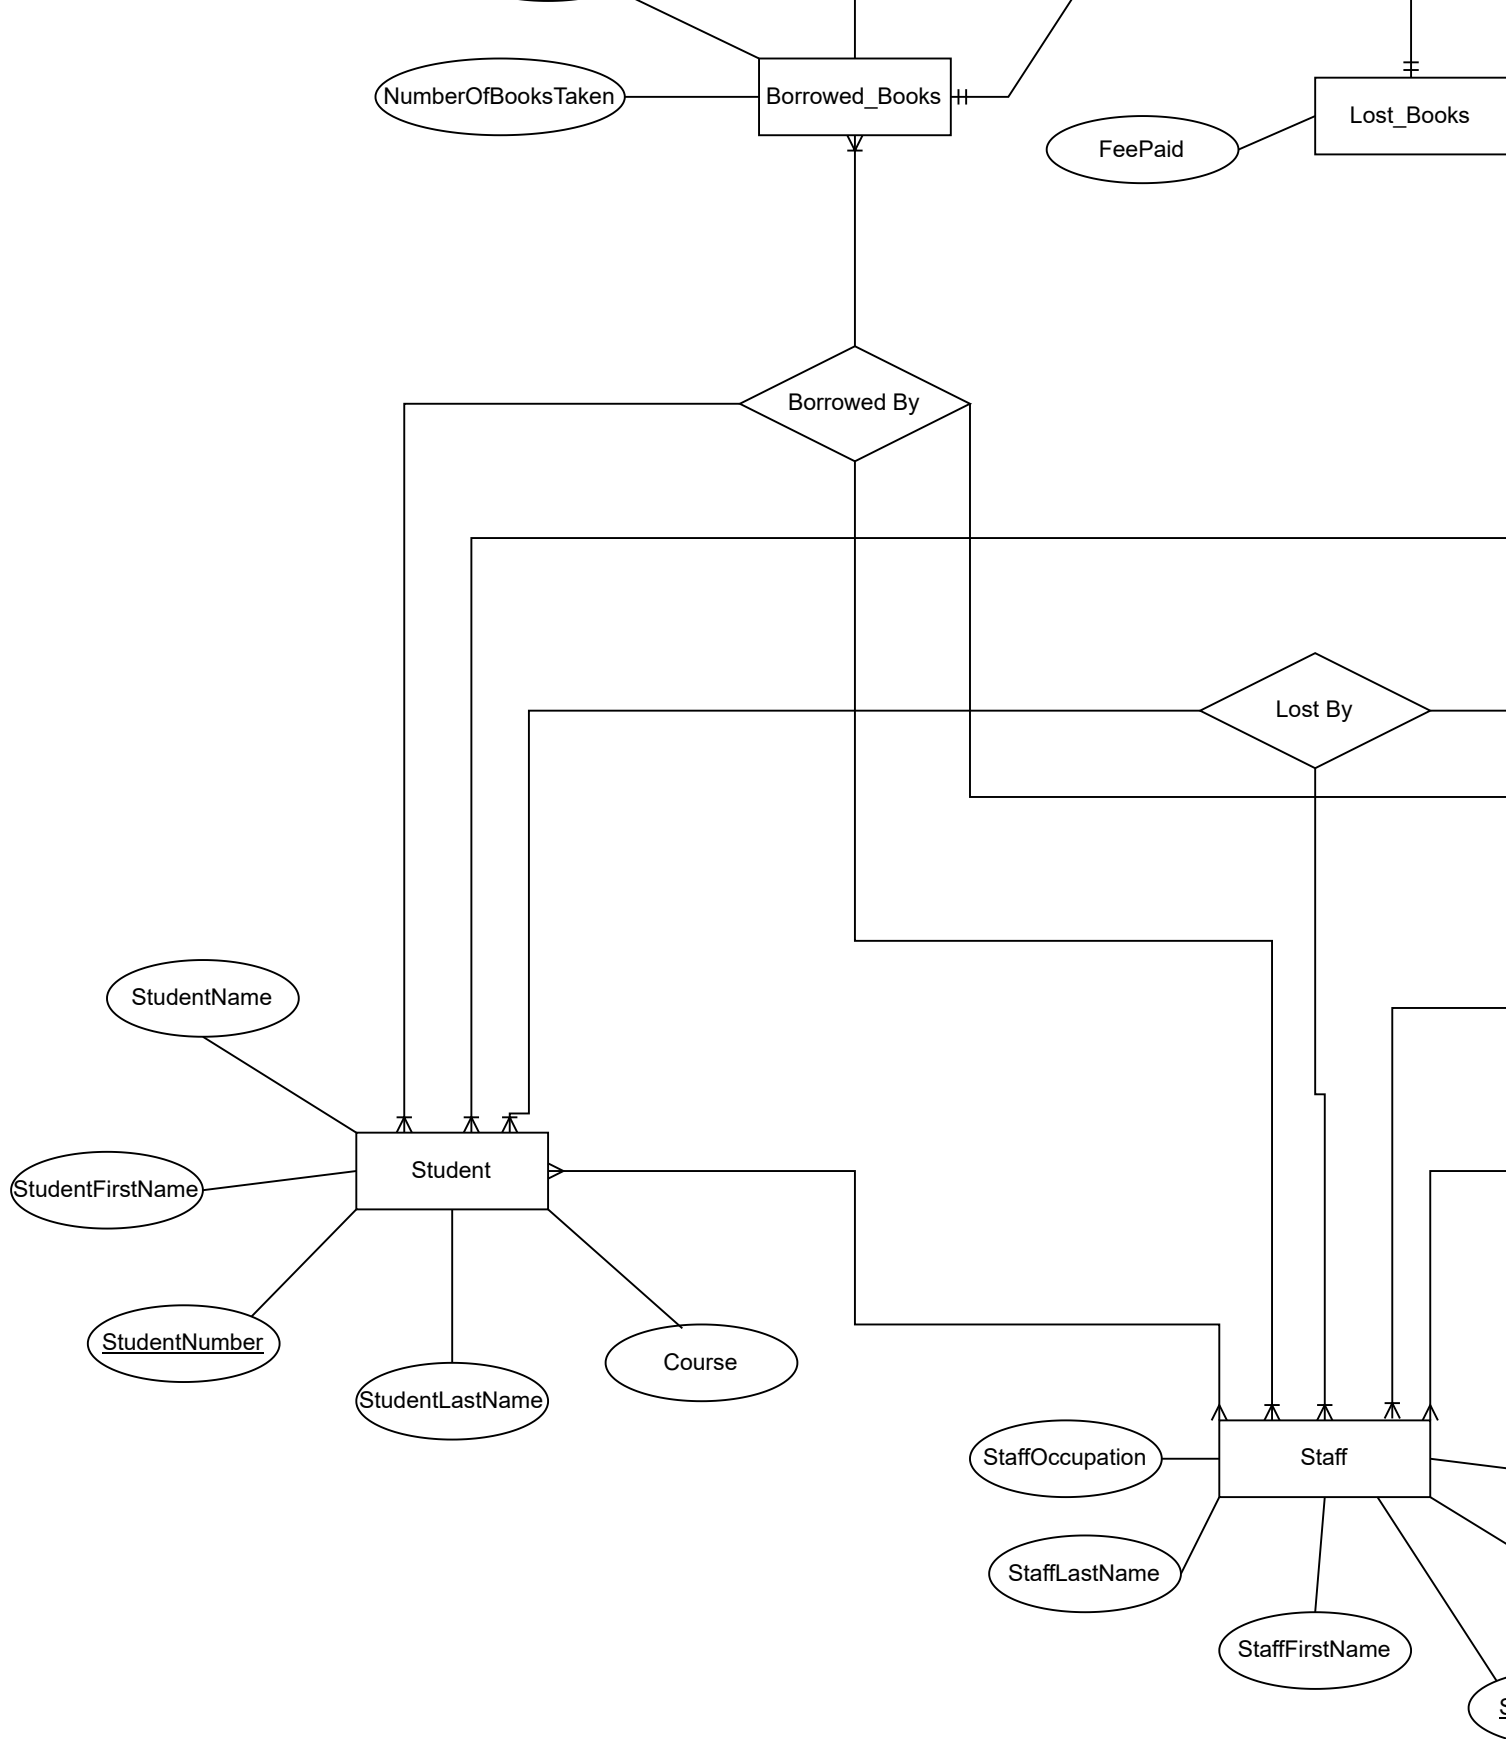 NumberOfBooksTaken
Borrowed_Books
Lost_Books
FeePaid
Borrowed By
Lost By
StudentName
Student
StudentFirstName
StudentNumber
StudentLastName
Course
StaffOccupation
Staff
StaffLastName
StaffFirstName